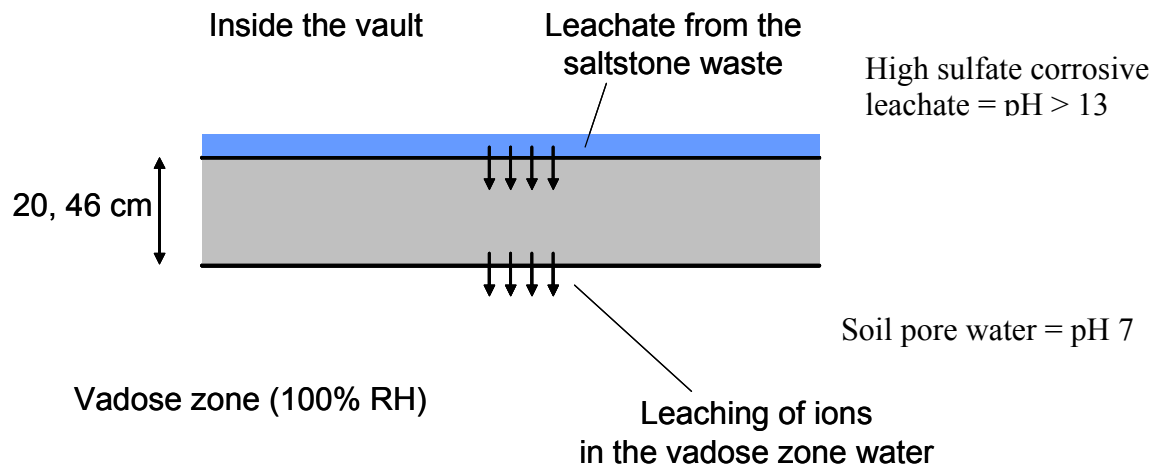 Inside the vault
Leachate from the
saltstone waste
High sulfate corrosive
leachate = pH > 13
20, 46 cm
Soil pore water = pH 7
Vadose zone (100% RH)
Leaching of ions
in the vadose zone water